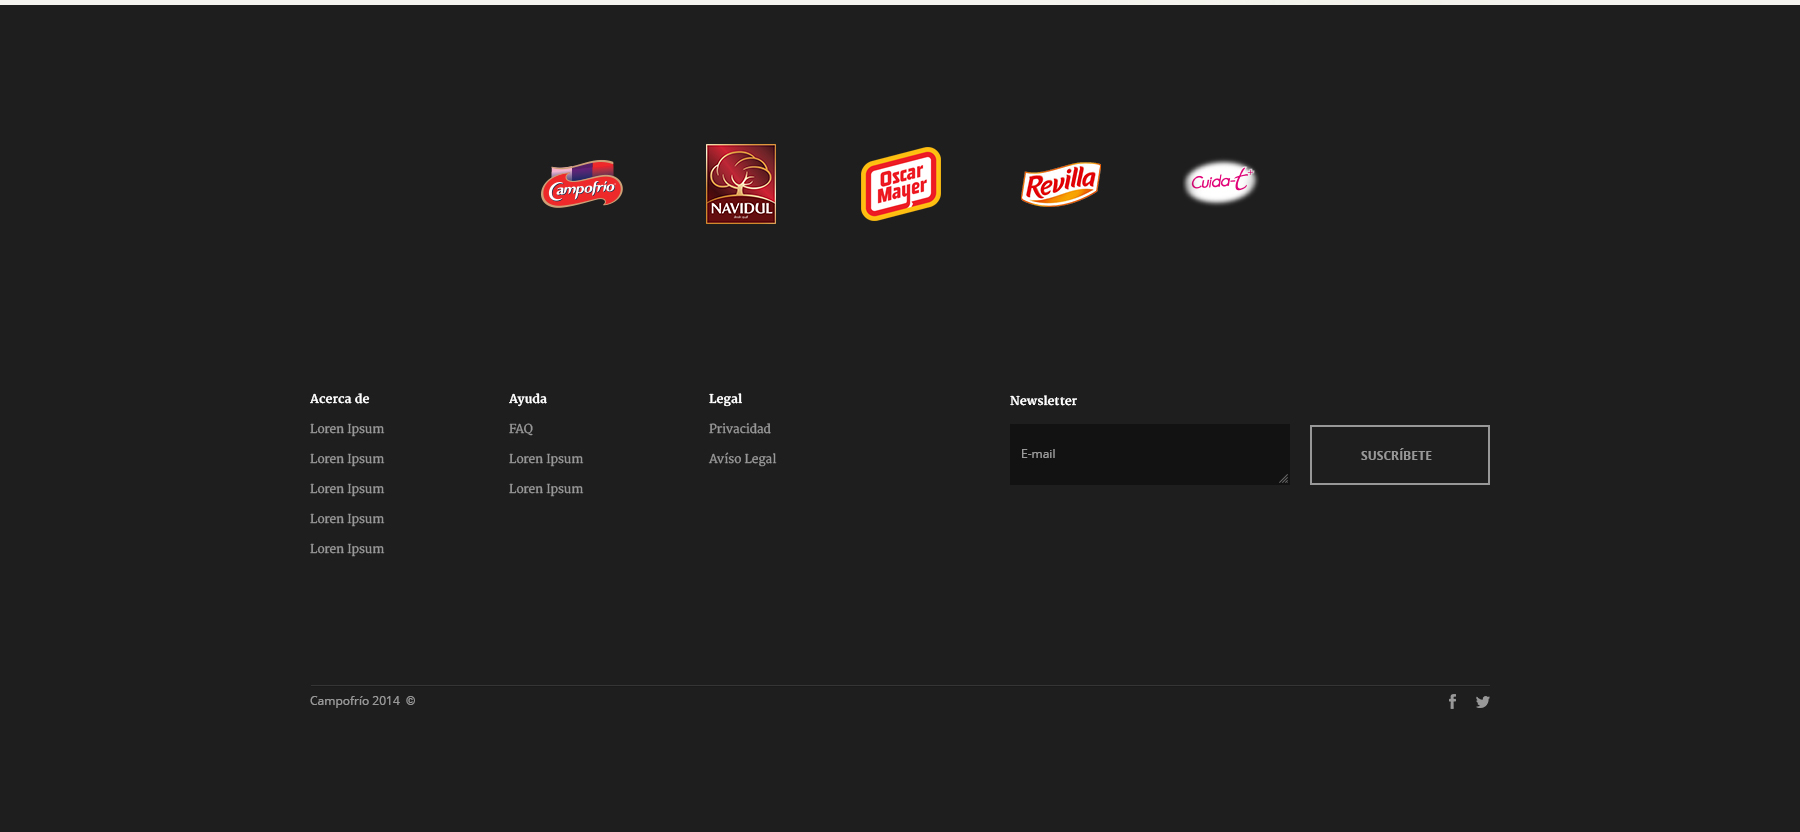 Campofrío
NAVIDUL
Oscar
Mayer
Revilla
Cuida-t+
Acerca de
Loren Ipsum
Loren Ipsum
Loren Ipsum
Loren Ipsum
Loren Ipsum
Ayuda
FAQ
Loren Ipsum
Loren Ipsum
Legal
Privacidad
Avíso Legal
Newsletter
E-mail
SUSCRÍBETE
Campofrío 2014 ©